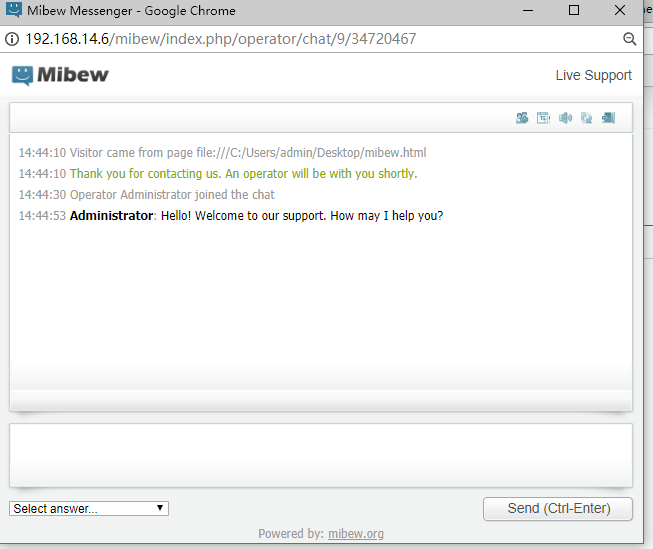 Mibew Messenger - Google Chrome
192.168.14.6/mibew/index.php/operator/chat/9/34720467
Mibew
Live Support
14:44:10 Visitor came from page file:///C:/Users/admin/Desktop/mibew.html
14:44:10 Thank you for contacting us. An operator will be with you shortly.
14:44:30 Operator Administrator joined the chat
14:44:53 Administrator: Hello! Welcome to our support. How may I help you?
Select answer...
Send (Ctrl-Enter)
Powered by: mibew.org